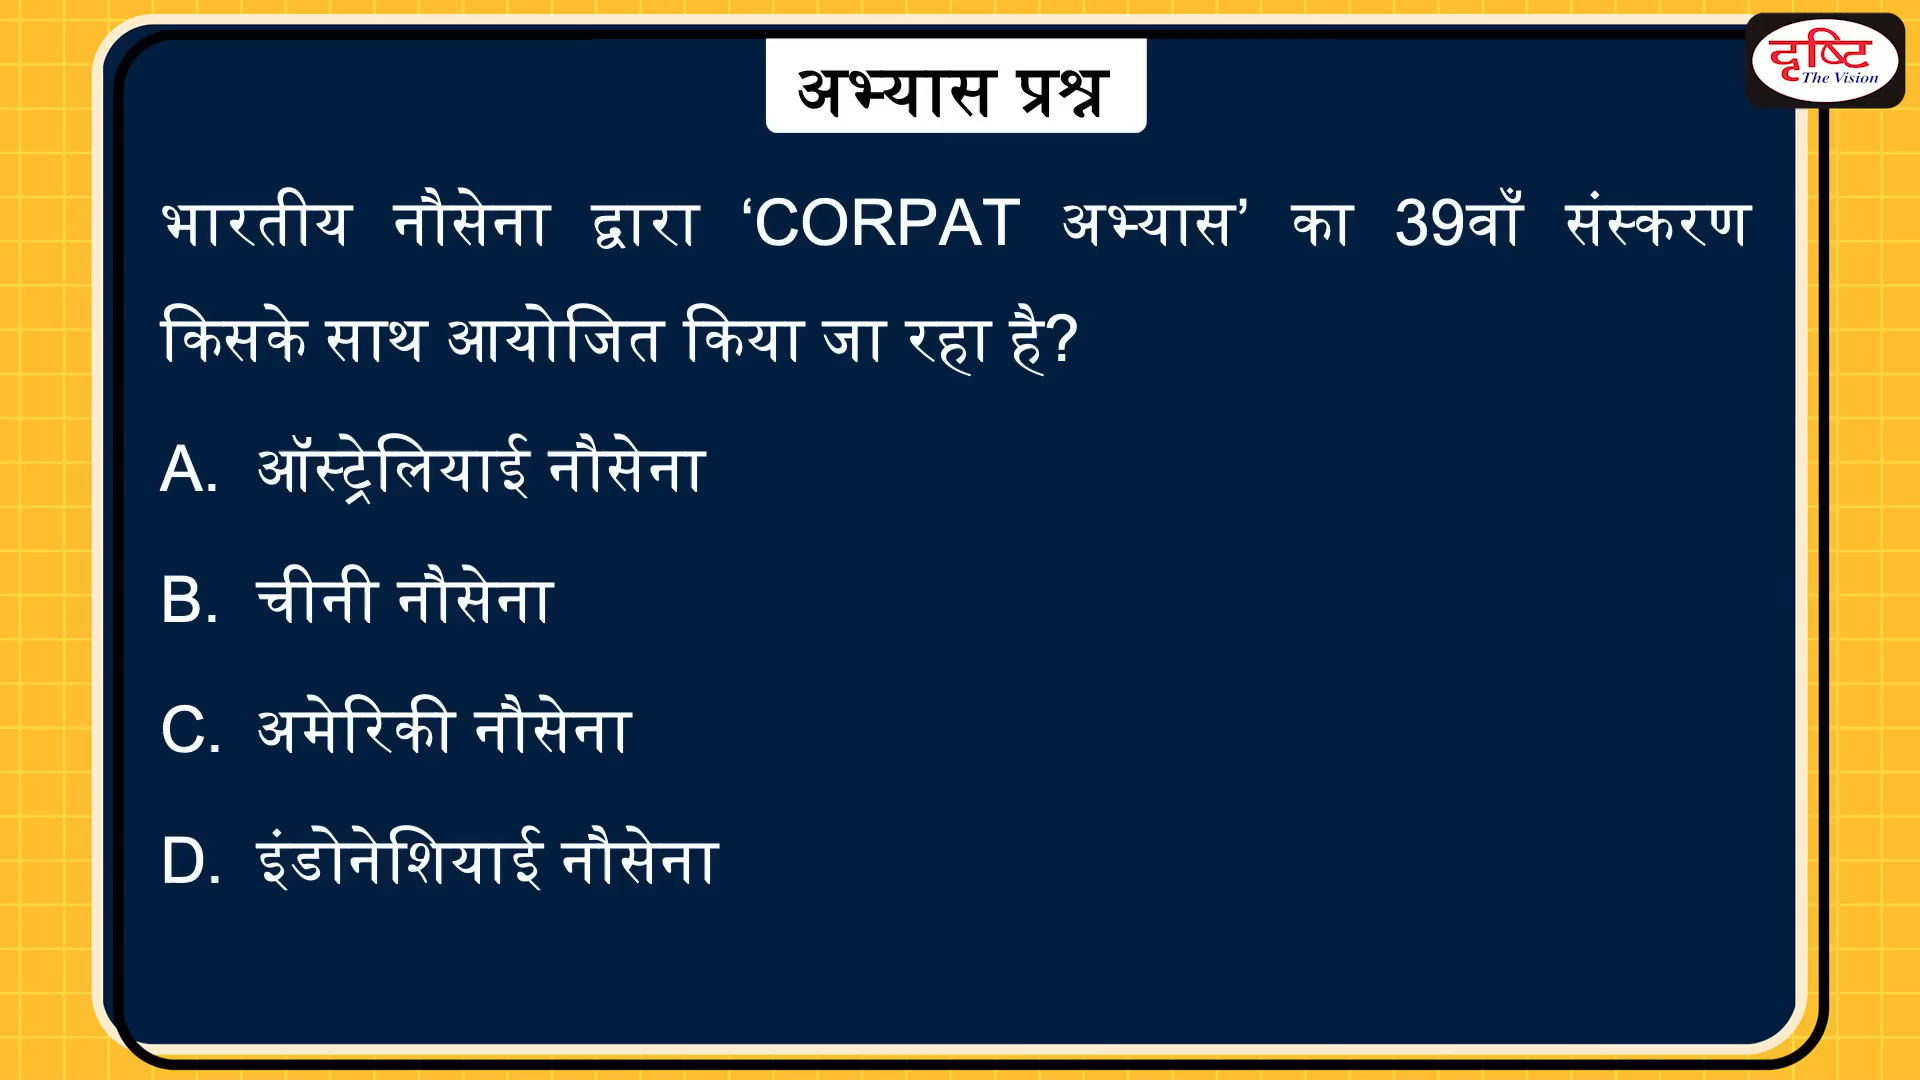 दृष्टि
The Vision
अभ्यास प्रश्न
भारतीय नौसेना द्वारा ‘CORPAT अभ्यास’ का 39वाँ संस्करण
किसके साथ आयोजित किया जा रहा है?
A. ऑस्ट्रेलियाई नौसेना
B. चीनी नौसेना
C. अमेरिकी नौसेना
D. इंडोनेशियाई नौसेना